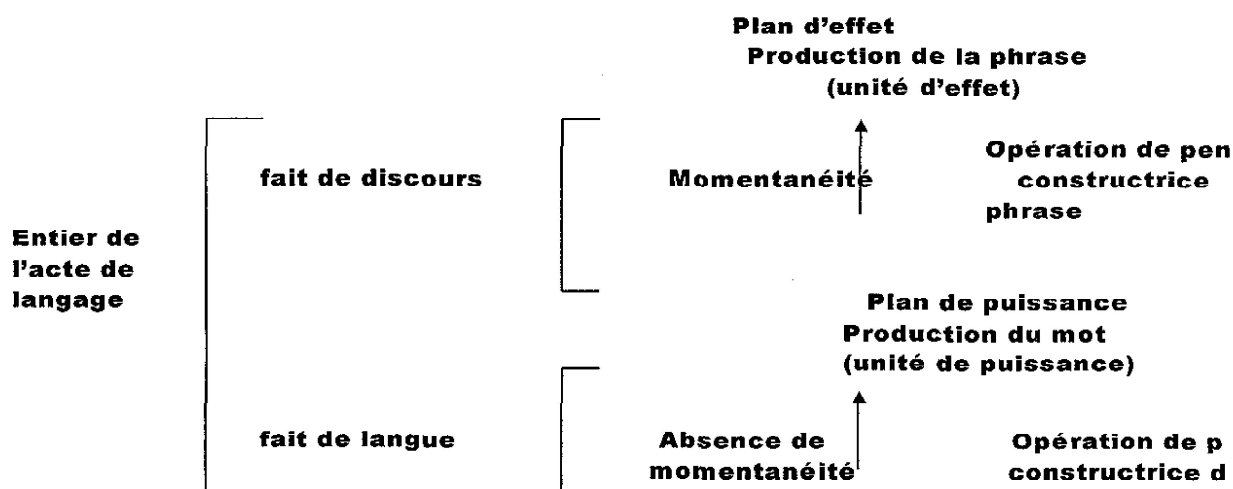 Plan d'effet
Production de la phrase
(unité d'effet)
fait de discours
Momentanéité
Opération de pen
constructrice
phrase
Entier de
l'acte de
langage
Plan de puissance
Production du mot
(unité de puissance)
fait de langue
Absence de
momentanéité
Opération de p
constructrice d